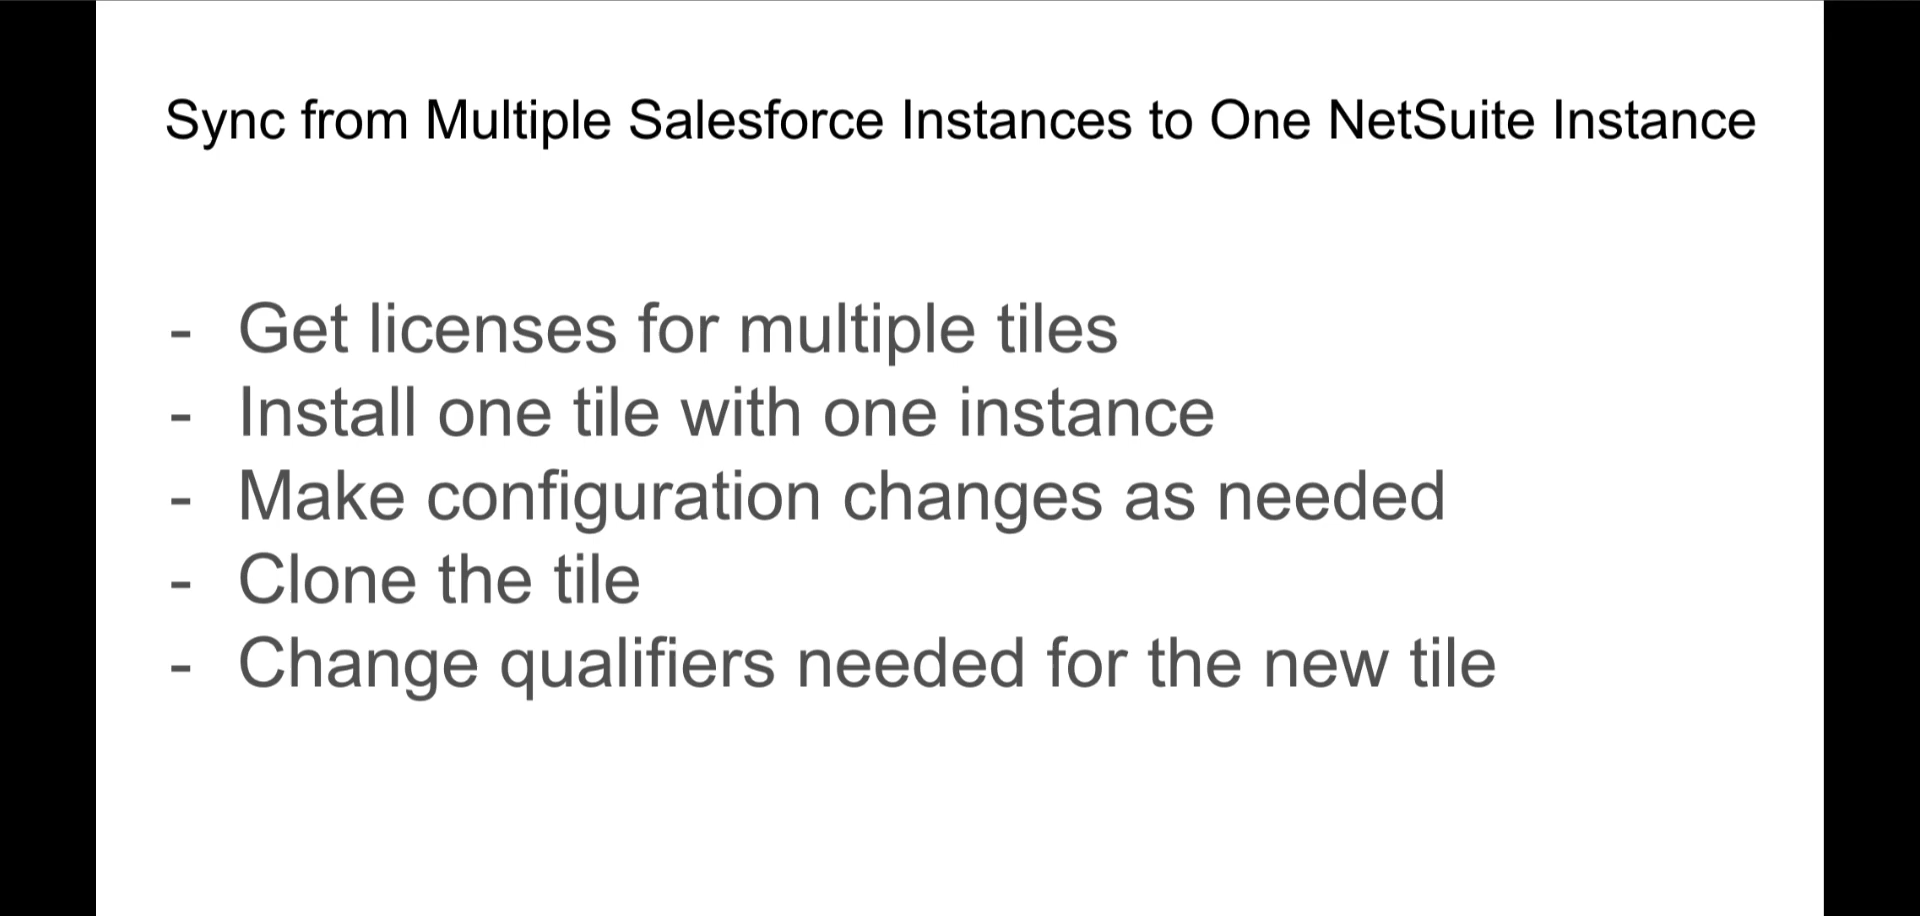 Sync from Multiple Salesforce Instances to One NetSuite Instance
- Get licenses for multiple tiles
- Install one tile with one instance
- Make configuration changes as needed
- Clone the tile
- Change qualifiers needed for the new tile